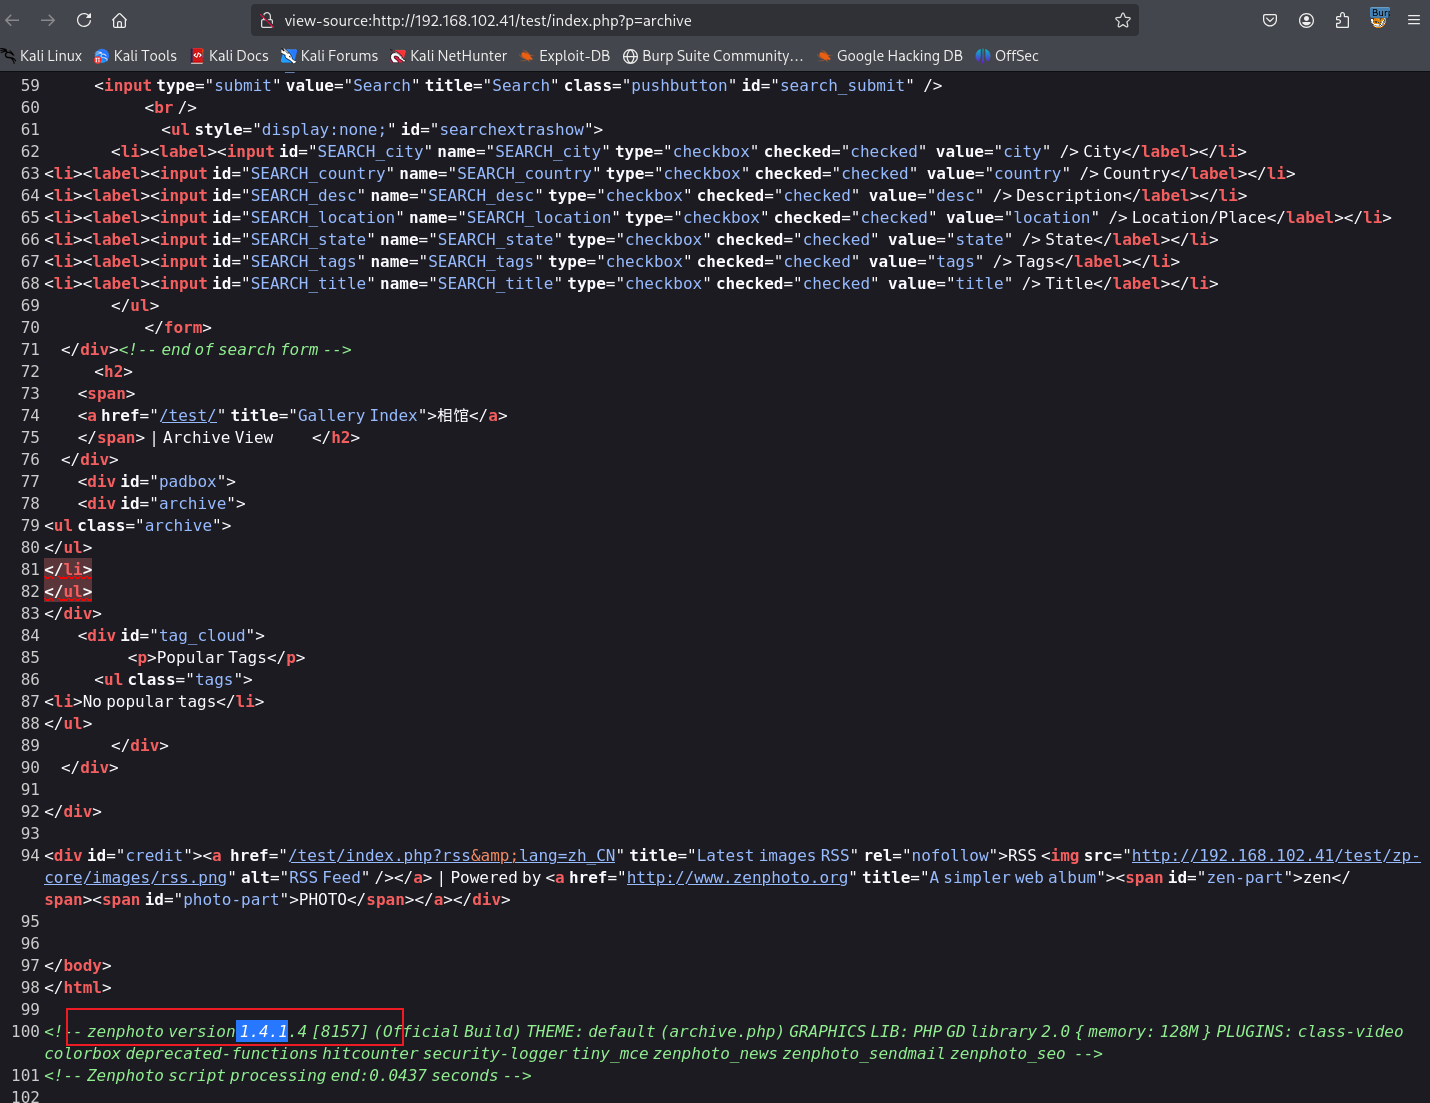 view-source:http://192.168.102.41/test/index.php?p=archive
Burp
Kali Linux Kali Tools Kali Docs Kali Forums Kali NetHunter Exploit-DB Burp Suite Community... Google Hacking DB OffSec
59 <input type="submit" value="Search" title="Search" class="pushbutton" id="search_submit" />
60 <br />
61 <ul style="display:none;" id="searchextrashow">
62 <li><label><input id="SEARCH_city" name="SEARCH_city" type="checkbox" checked="checked" value="city" /> City</label></li>
63 <li><label><input id="SEARCH_country" name="SEARCH_country" type="checkbox" checked="checked" value="country" /> Country</label></li>
64 <li><label><input id="SEARCH_desc" name="SEARCH_desc" type="checkbox" checked="checked" value="desc" /> Description</label></li>
65 <li><label><input id="SEARCH_location" name="SEARCH_location" type="checkbox" checked="checked" value="location" /> Location/Place</label></li>
66 <li><label><input id="SEARCH_state" name="SEARCH_state" type="checkbox" checked="checked" value="state" /> State</label></li>
67 <li><label><input id="SEARCH_tags" name="SEARCH_tags" type="checkbox" checked="checked" value="tags" /> Tags</label></li>
68 <li><label><input id="SEARCH_title" name="SEARCH_title" type="checkbox" checked="checked" value="title" /> Title</label></li>
69 </ul>
70 </form>
71 </div><!-- end of search form -->
72 <h2>
73 <span>
74 <a href="/test/" title="Gallery Index">相馆</a>
75 </span> | Archive View </h2>
76 </div>
77 <div id="padbox">
78 <div id="archive">
79 <ul class="archive">
80 </ul>
81 </li>
82 </ul>
83 </div>
84 <div id="tag_cloud">
85 <p>Popular Tags</p>
86 <ul class="tags">
87 <li>No popular tags</li>
88 </ul>
89 </div>
90 </div>
91
92 </div>
93
94 <div id="credit"><a href="/test/index.php?rss&amp;lang=zh_CN" title="Latest images RSS" rel="nofollow">RSS <img src="http://192.168.102.41/test/zp-
core/images/rss.png" alt="RSS Feed" /></a> | Powered by <a href="http://www.zenphoto.org" title="A simpler web album"><span id="zen-part">zen</
span><span id="photo-part">PHOTO</span></a></div>
95
96
97 </body>
98 </html>
99
100 <!-- zenphoto version 1.4.1.4 [8157] (Official Build) THEME: default (archive.php) GRAPHICS LIB: PHP GD library 2.0 { memory: 128M } PLUGINS: class-video
colorbox deprecated-functions hitcounter security-logger tiny_mce zenphoto_news zenphoto_sendmail zenphoto_seo -->
101 <!-- Zenphoto script processing end:0.0437 seconds -->
102